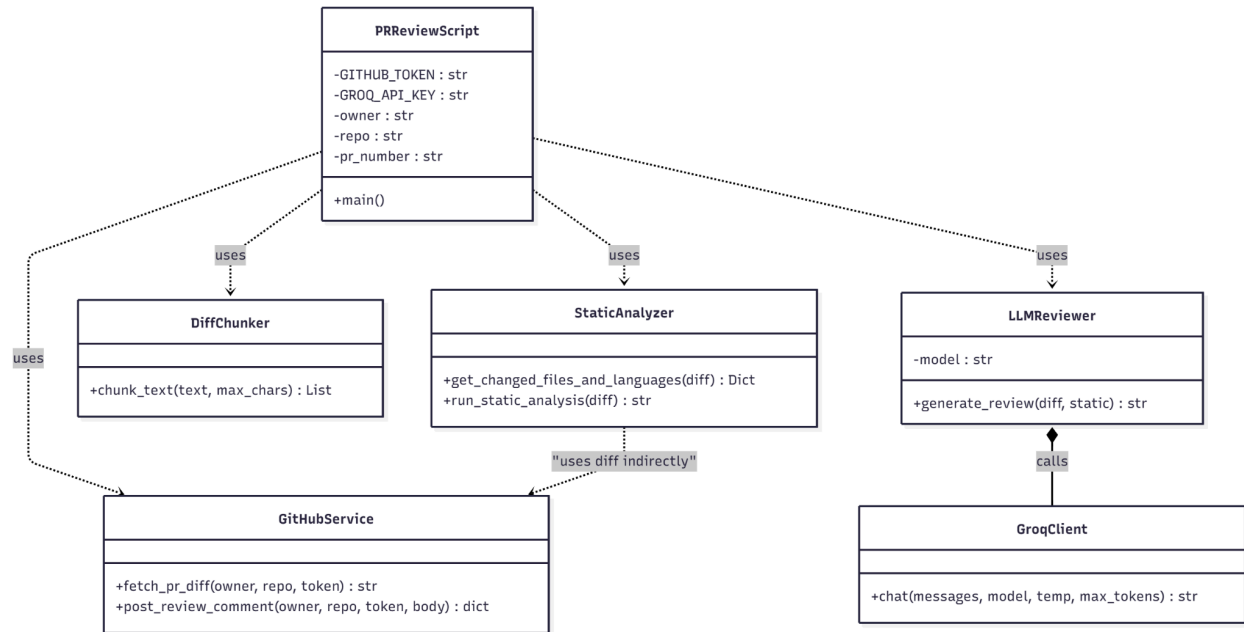 PRReviewScript
-GITHUB_TOKEN : str
-GROQ_API_KEY : str
-owner : str
-repo : str
-pr_number : str
+main()
uses
uses
uses
DiffChunker
+chunk_text(text, max_chars) : List
StaticAnalyzer
+get_changed_files_and_languages(diff) : Dict
+run_static_analysis(diff) : str
LLMReviewer
-model : str
+generate_review(diff, static) : str
uses
"uses diff indirectly"
calls
GitHubService
+fetch_pr_diff(owner, repo, token) : str
+post_review_comment(owner, repo, token, body) : dict
GroqClient
+chat(messages, model, temp, max_tokens) : str